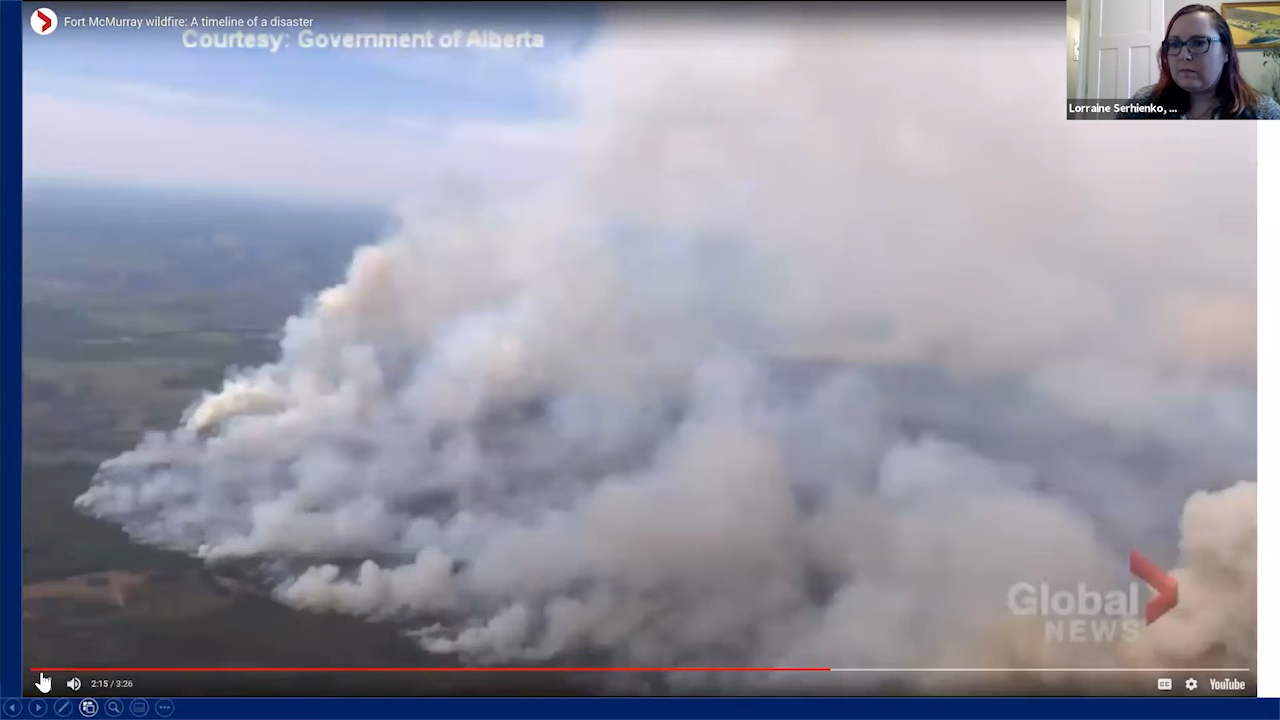 Fort McMurray wildfire: A timeline of a disaster
Courtesy: Government of Alberta
Lorraine Serhienko, ...
Global
NEWS
2:15 / 3:26
CC
YouTube